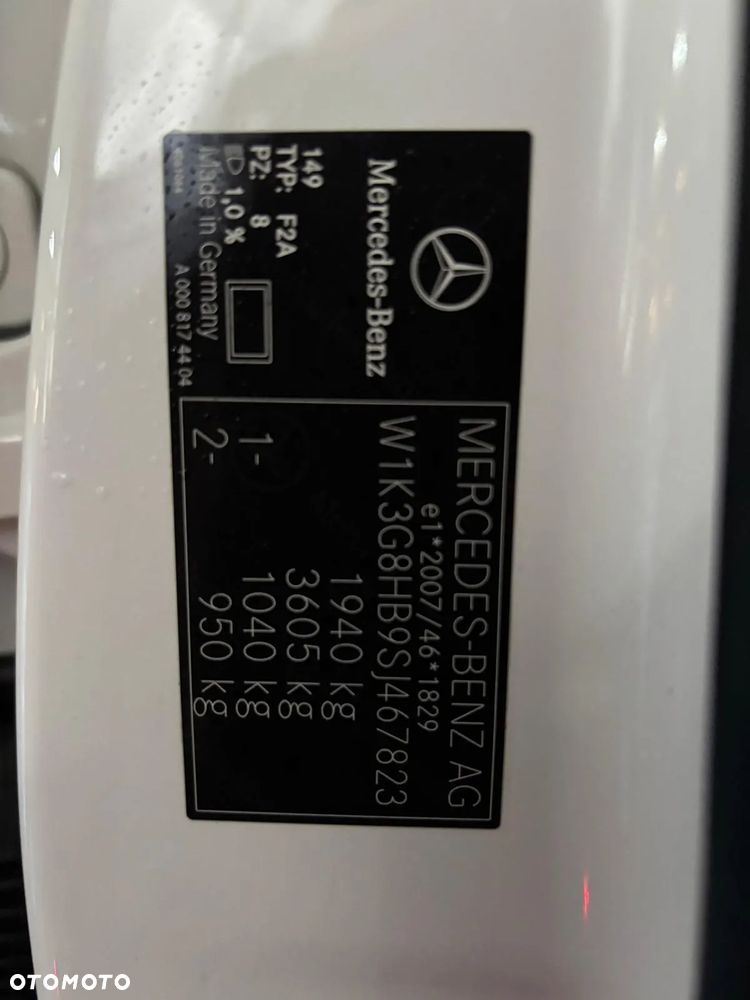 Mercedes-Benz
149
TYP: F2A
PZ: 8
1,0 %
Made in Germany
A 000 817 44 04
MERCEDES-BENZ AG
e1*2007/46*1829
W1K3G8HB9SJ467823
1940 kg
3605 kg
1- 1040 kg
2- 950 kg
OTOMOTO